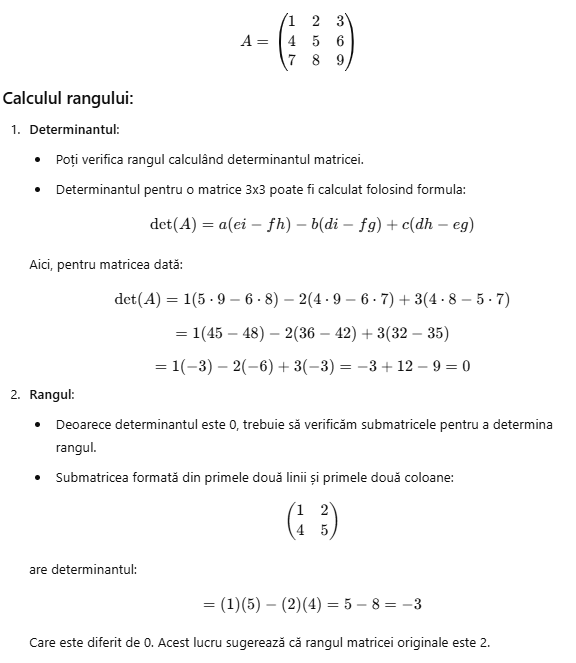 A = \begin{pmatrix} 1 & 2 & 3 \\ 4 & 5 & 6 \\ 7 & 8 & 9 \end{pmatrix}
Calculul rangului:
1. Determinantul:
• Poți verifica rangul calculând determinantul matricei.
• Determinantul pentru o matrice 3x3 poate fi calculat folosind formula:
det(A) = a(ei − fh) − b(di − fg) + c(dh − eg)
Aici, pentru matricea dată:
det(A) = 1(5 · 9 − 6 · 8) − 2(4 · 9 − 6 · 7) + 3(4 · 8 − 5 · 7)
= 1(45 − 48) − 2(36 − 42) + 3(32 − 35)
= 1(−3) − 2(−6) + 3(−3) = −3 + 12 − 9 = 0
2. Rangul:
• Deoarece determinantul este 0, trebuie să verificăm submatricele pentru a determina
rangul.
• Submatricea formată din primele două linii și primele două coloane:
\begin{pmatrix} 1 & 2 \\ 4 & 5 \end{pmatrix}
are determinantul:
= (1)(5) − (2)(4) = 5 − 8 = −3
Care este diferit de 0. Acest lucru sugerează că rangul matricei originale este 2.